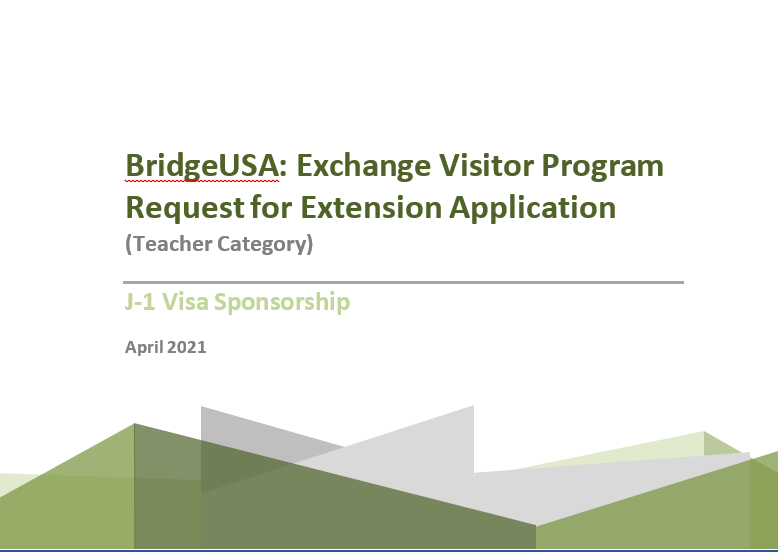 BridgeUSA: Exchange Visitor Program
Request for Extension Application
(Teacher Category)
J-1 Visa Sponsorship
April 2021